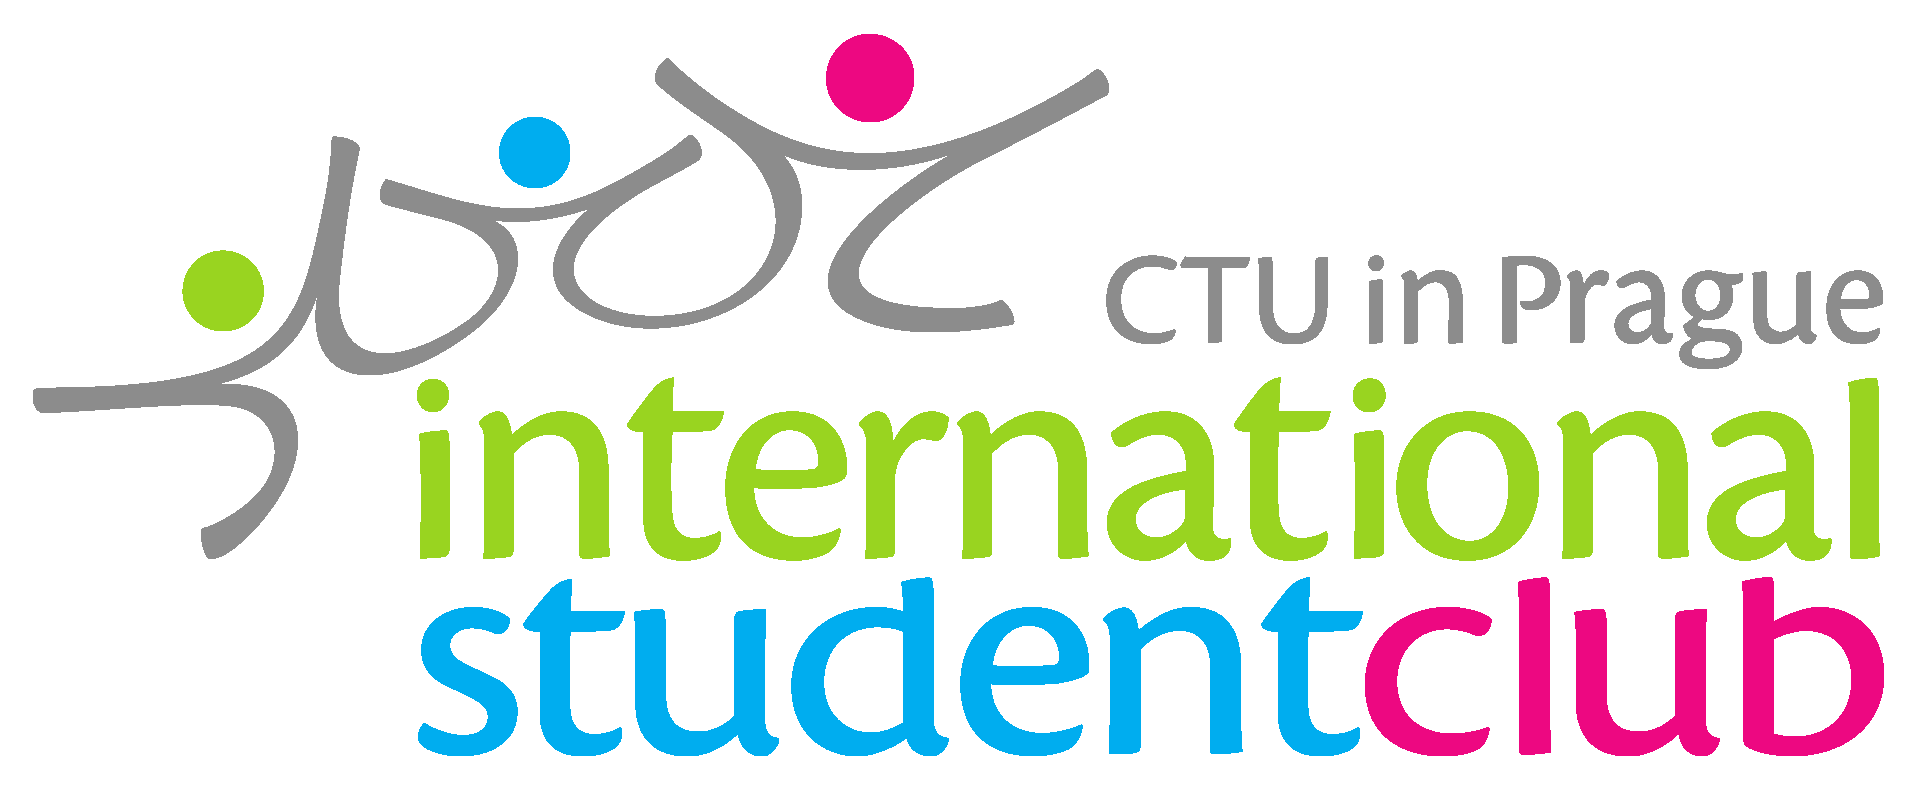 CTU in Prague
international
studentclub